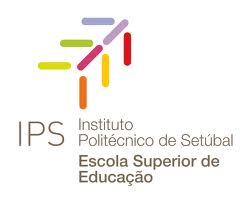 IPS Instituto
Politécnico de Setúbal
Escola Superior de
Educação